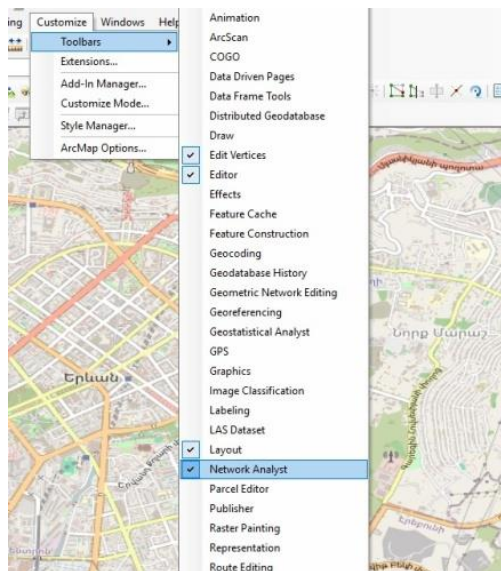 Customize Windows Help
Toolbars
Extensions...
Add-In Manager...
Customize Mode...
Style Manager...
ArcMap Options...
Animation
ArcScan
COGO
Data Driven Pages
Data Frame Tools
Distributed Geodatabase
Draw
Edit Vertices
Editor
Effects
Feature Cache
Feature Construction
Geocoding
Geodatabase History
Geometric Network Editing
Georeferencing
Geostatistical Analyst
GPS
Graphics
Image Classification
Labeling
LAS Dataset
Layout
Network Analyst
Parcel Editor
Publisher
Raster Painting
Representation
Route Editing
Երևան
Նորք Մարաշ